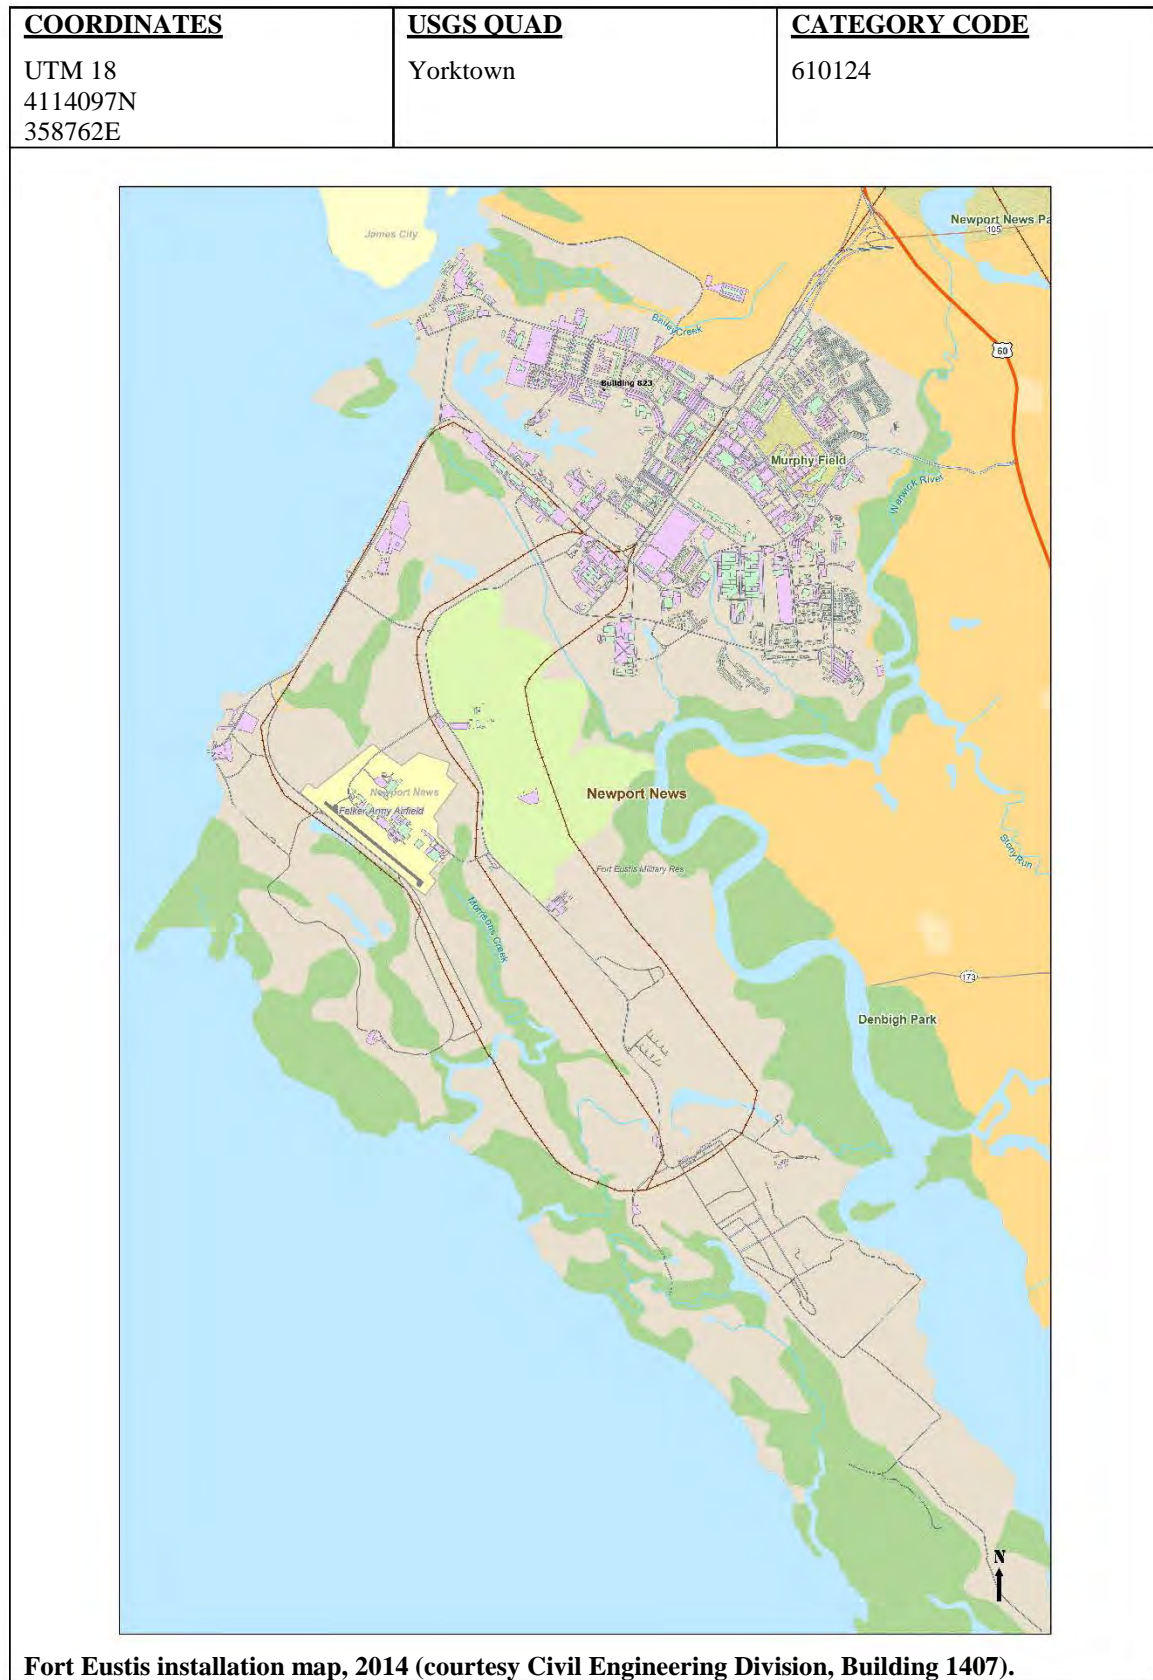 COORDINATES
USGS QUAD
CATEGORY CODE
UTM 18
4114097N
358762E
Yorktown
610124
James City
Newport News Pa
105
Bailey Creek
60
Building 623
Murphy Field
Warwick River
Newport News
Newport News
Felker Army Airfield
Stony Run
Fort Eustis Military Res
Morrisons Creek
173
Denbigh Park
N
Fort Eustis installation map, 2014 (courtesy Civil Engineering Division, Building 1407).